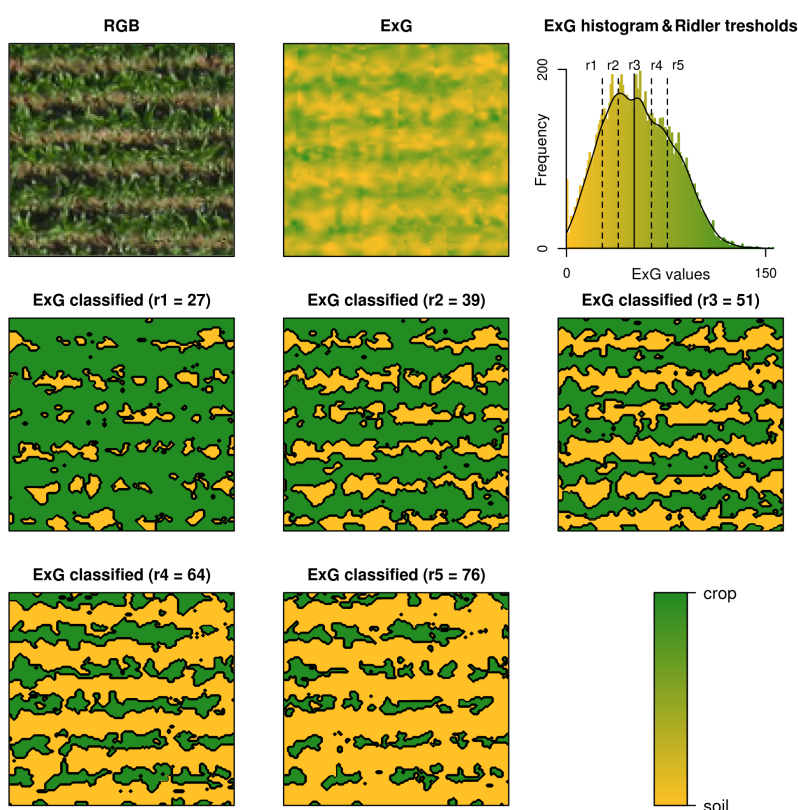 RGB
ExG
ExG histogram & Ridler tresholds
r1 r2 r3 r4 r5
200
Frequency
0
0 150
ExG values
ExG classified (r1 = 27)
ExG classified (r2 = 39)
ExG classified (r3 = 51)
ExG classified (r4 = 64)
ExG classified (r5 = 76)
crop
soil